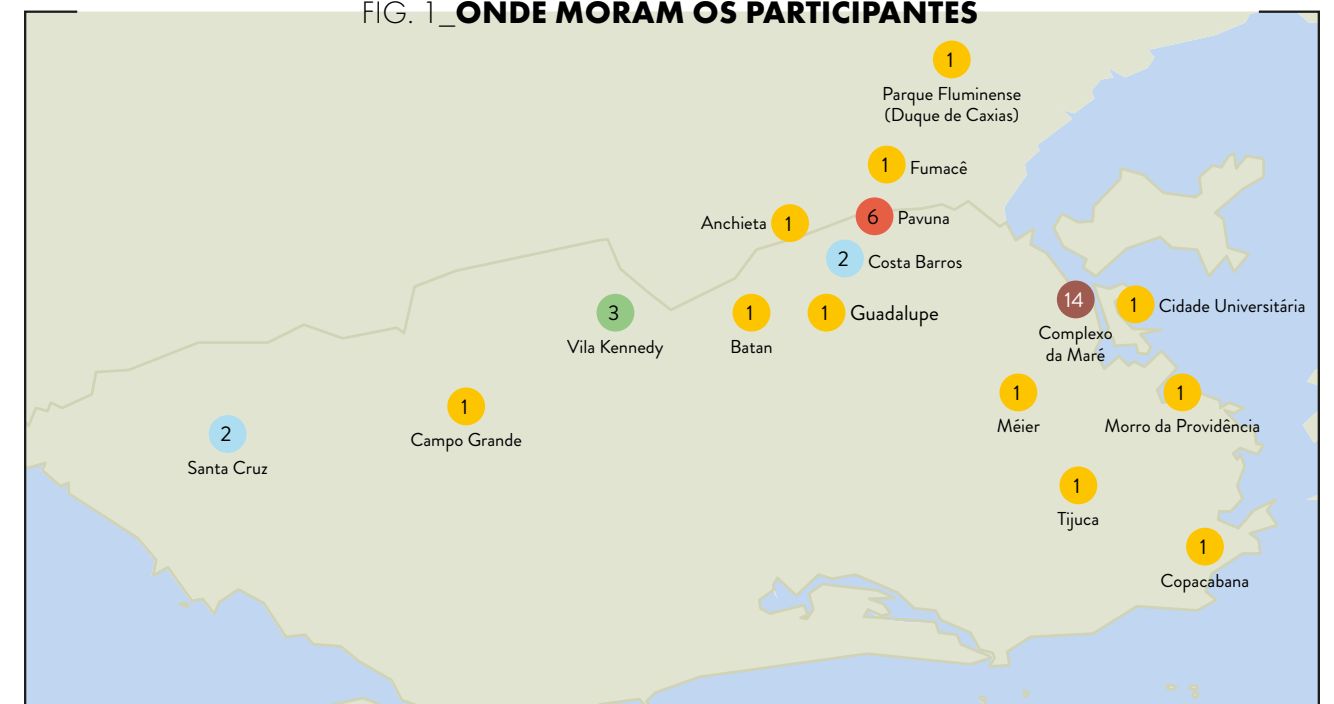 FIG. 1_ONDE MORAM OS PARTICIPANTES
1
Parque Fluminense
(Duque de Caxias)
1 Fumacê
Anchieta 1
6 Pavuna
2 Costa Barros
14
Complexo
da Maré
1 Cidade Universitária
3
Vila Kennedy
1
Batan
1 Guadalupe
1
Méier
1
Morro da Providência
1
Campo Grande
2
Santa Cruz
1
Tijuca
1
Copacabana